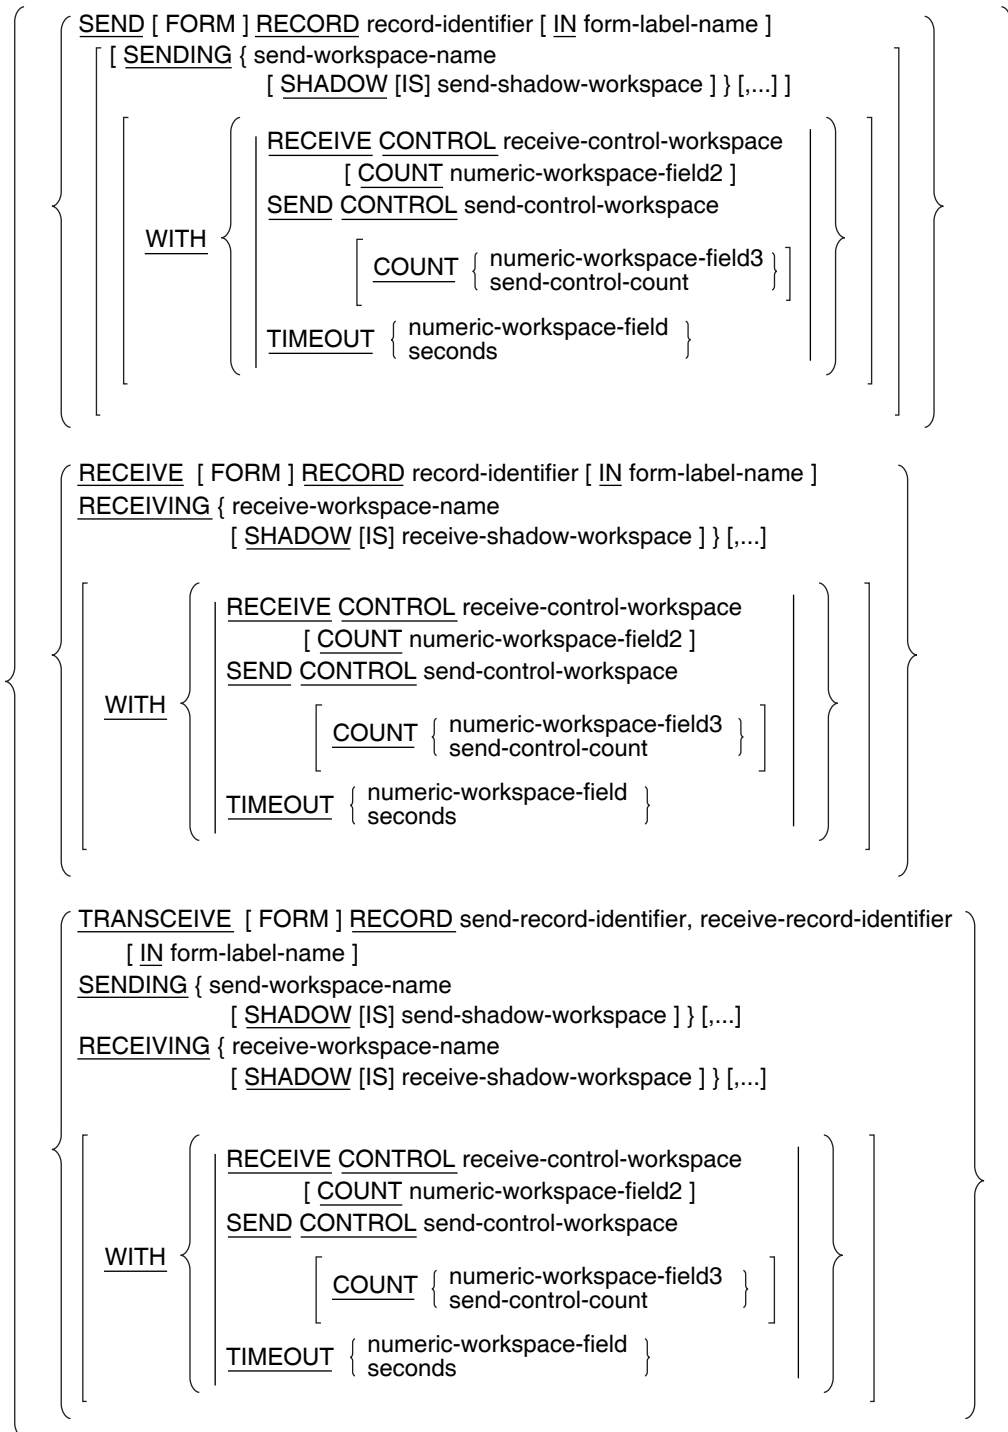 SEND [ FORM ] RECORD record-identifier [ IN form-label-name ]
[ SENDING { send-workspace-name
[ SHADOW [IS] send-shadow-workspace ] } [,...] ]
RECEIVE CONTROL receive-control-workspace
[ COUNT numeric-workspace-field2 ]
SEND CONTROL send-control-workspace
WITH
COUNT { numeric-workspace-field3 }
send-control-count
TIMEOUT { numeric-workspace-field }
seconds
RECEIVE [ FORM ] RECORD record-identifier [ IN form-label-name ]
RECEIVING { receive-workspace-name
[ SHADOW [IS] receive-shadow-workspace ] } [,...]
RECEIVE CONTROL receive-control-workspace
[ COUNT numeric-workspace-field2 ]
SEND CONTROL send-control-workspace
WITH
COUNT { numeric-workspace-field3 }
send-control-count
TIMEOUT { numeric-workspace-field }
seconds
TRANSCEIVE [ FORM ] RECORD send-record-identifier, receive-record-identifier
[ IN form-label-name ]
SENDING { send-workspace-name
[ SHADOW [IS] send-shadow-workspace ] } [,...]
RECEIVING { receive-workspace-name
[ SHADOW [IS] receive-shadow-workspace ] } [,...]
RECEIVE CONTROL receive-control-workspace
[ COUNT numeric-workspace-field2 ]
SEND CONTROL send-control-workspace
WITH
COUNT { numeric-workspace-field3 }
send-control-count
TIMEOUT { numeric-workspace-field }
seconds